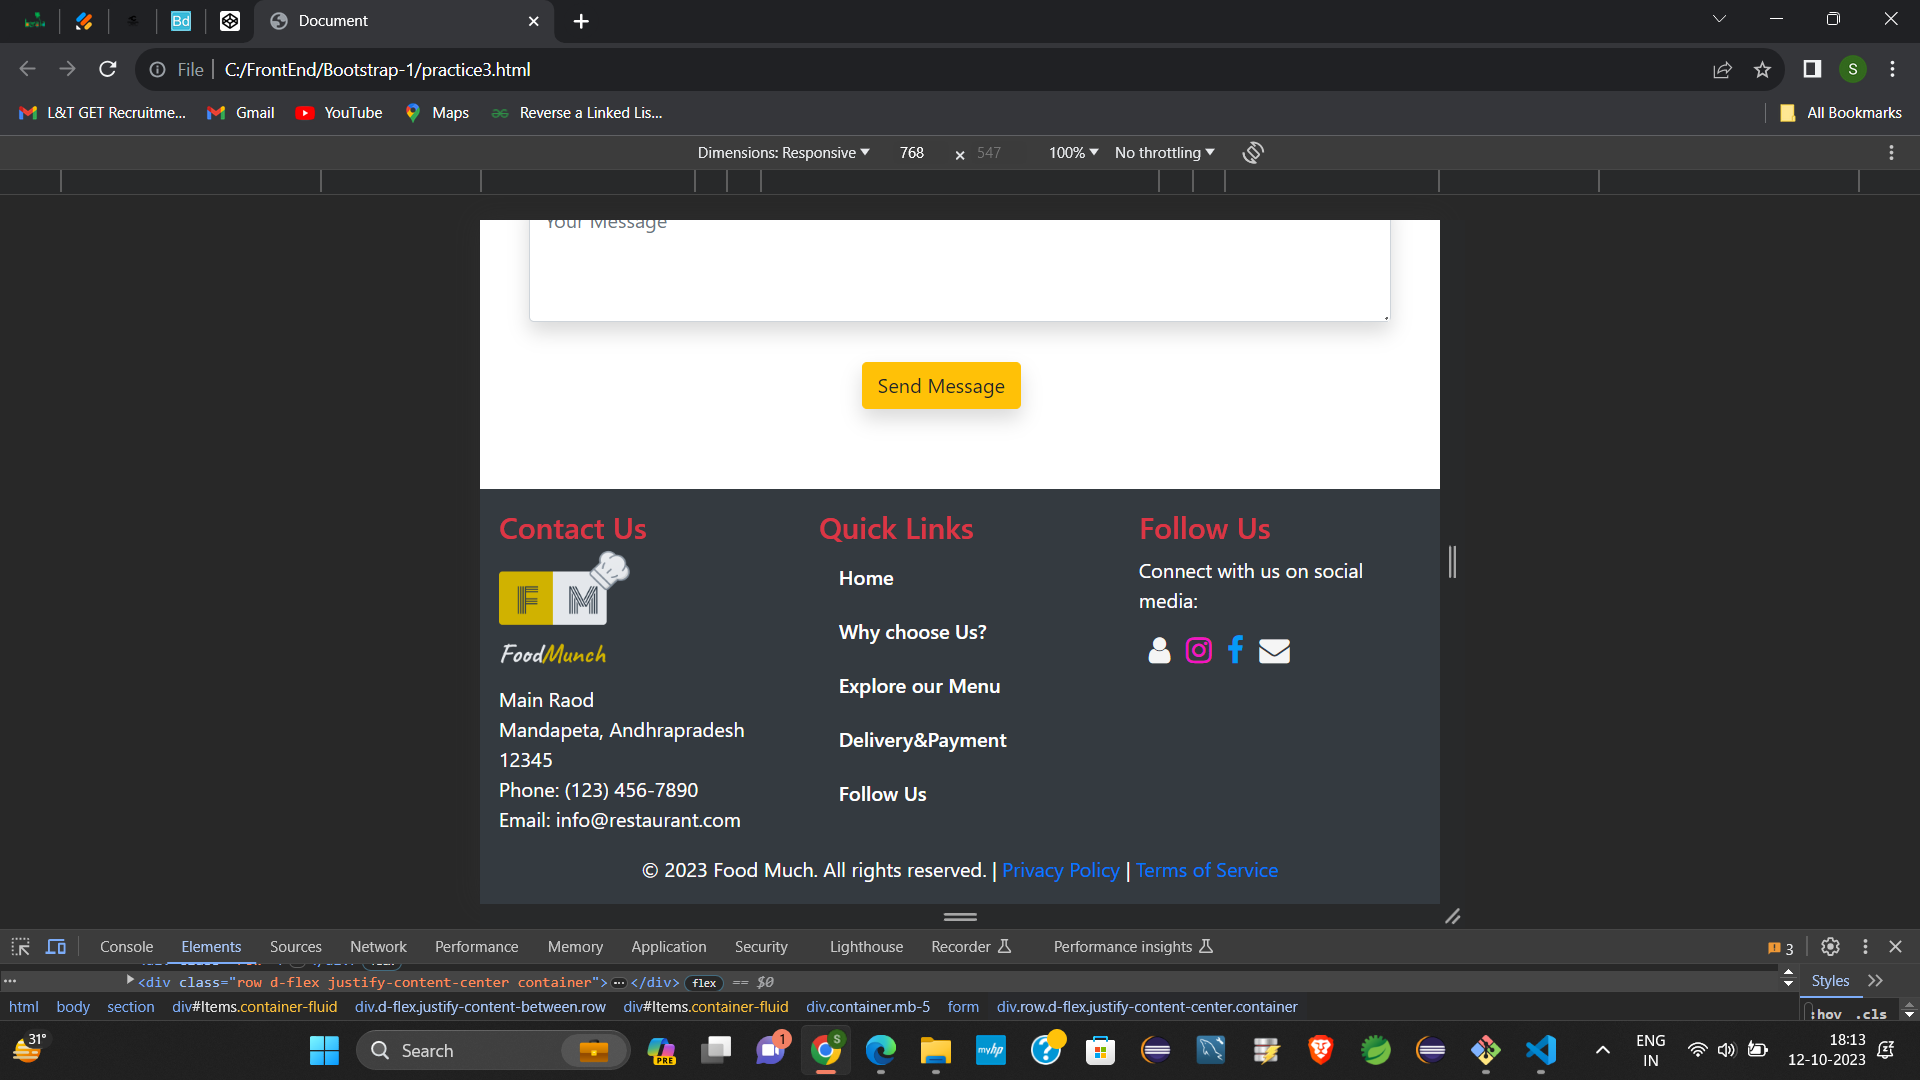 Bd
Document
File
C:/FrontEnd/Bootstrap-1/practice3.html
S
L&T GET Recruitme...
Gmail
YouTube
Maps
Reverse a Linked Lis...
All Bookmarks
Dimensions: Responsive
768
×
547
100%
No throttling
Your Message
Send Message
Contact Us
F M
FoodMunch
Main Raod
Mandapeta, Andhrapradesh
12345
Phone: (123) 456-7890
Email: info@restaurant.com
Quick Links
Home
Why choose Us?
Explore our Menu
Delivery&Payment
Follow Us
Follow Us
Connect with us on social
media:
© 2023 Food Much. All rights reserved. | Privacy Policy | Terms of Service
Console
Elements
Sources
Network
Performance
Memory
Application
Security
Lighthouse
Recorder
Performance insights
3
<div class="row d-flex justify-content-center container"> ... </div> flex == $0
Styles
html
body
section
div#Items.container-fluid
div.d-flex.justify-content-between.row
div#Items.container-fluid
div.container.mb-5
form
div.row.d-flex.justify-content-center.container
:hov .cls
31°
Search
PRE
1
S
myhp
ENG
IN
18:13
12-10-2023